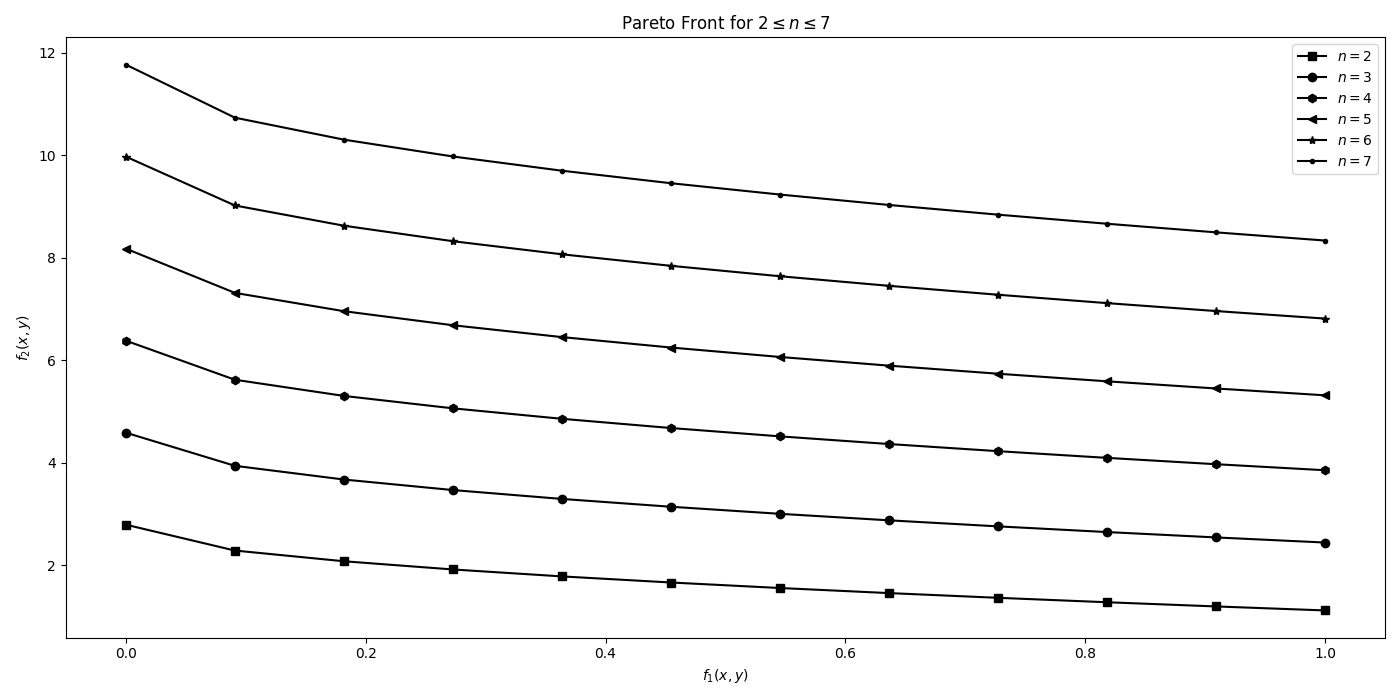 Pareto Front for 2 ≤ n ≤ 7
12
10
8
6
4
2
f₂(x, y)
0.0 0.2 0.4 0.6 0.8 1.0
f₁(x, y)
n = 2
n = 3
n = 4
n = 5
n = 6
n = 7